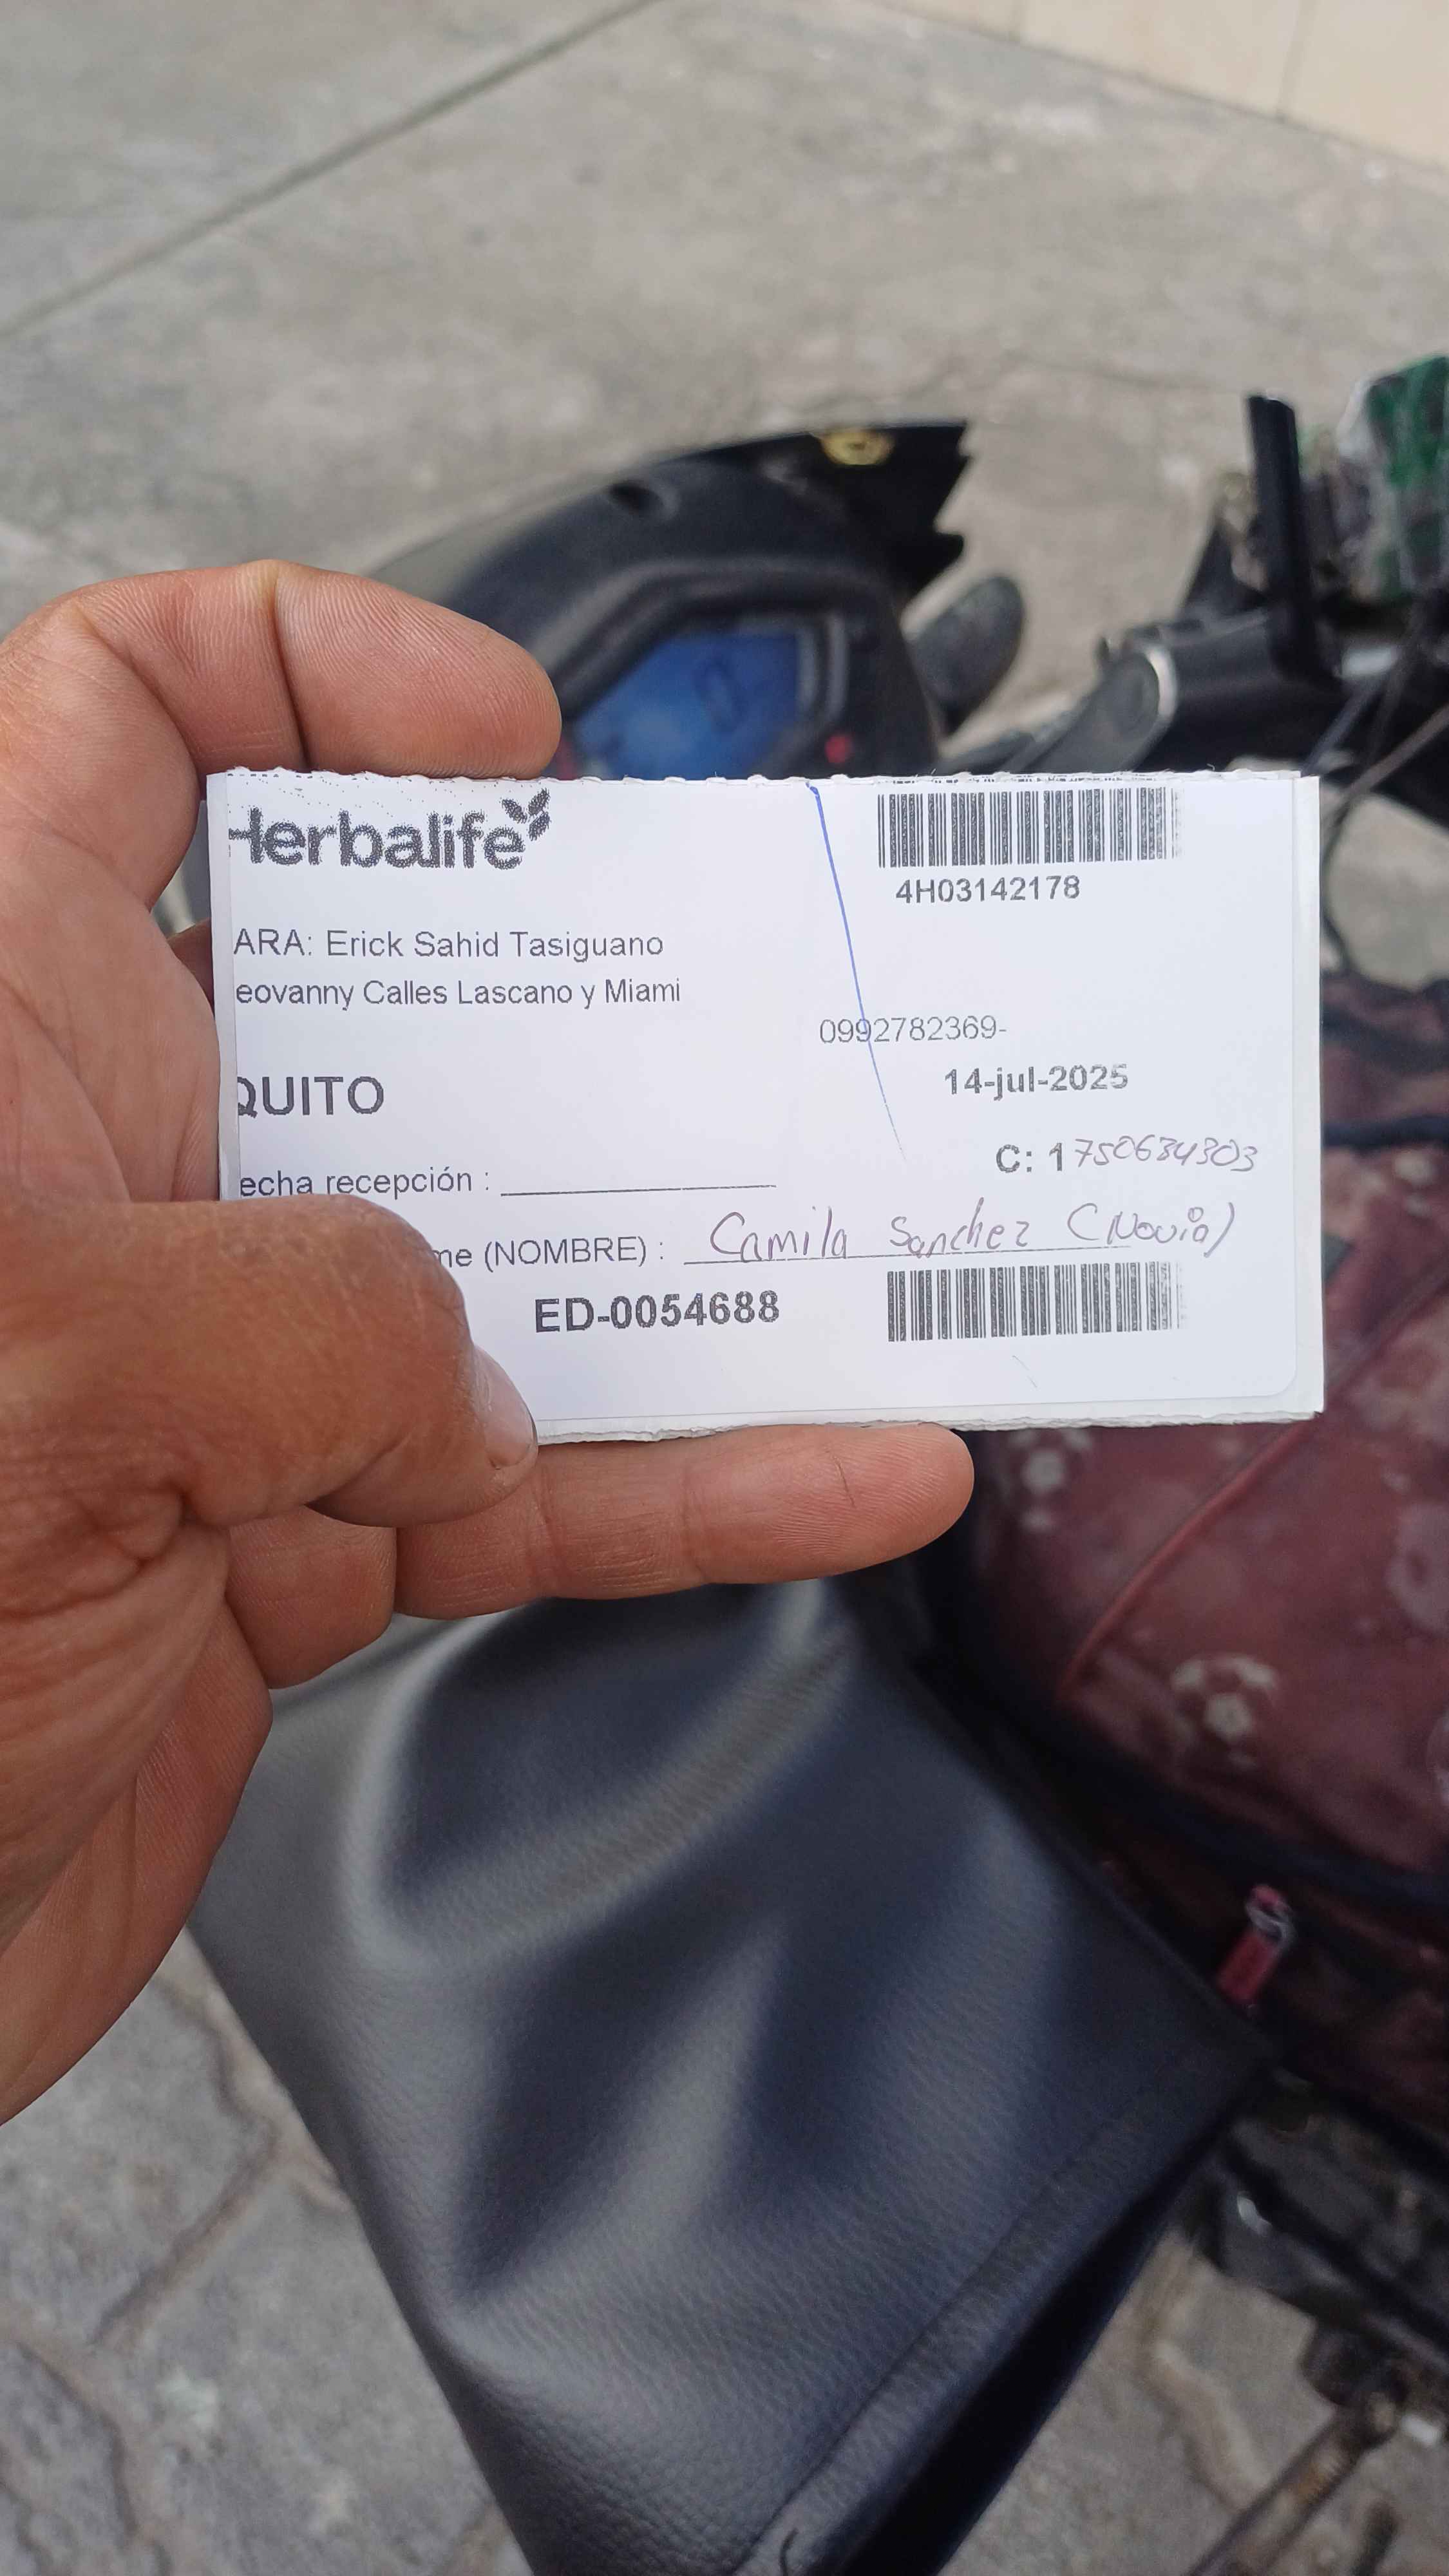 Herbalife
4H03142178
ARA: Erick Sahid Tasiguano
eovanny Calles Lascano y Miami
0992782369-
14-jul-2025
QUITO
C: 1750634303
echa recepción :
me (NOMBRE) : Camila Sanchez (Novia)
ED-0054688